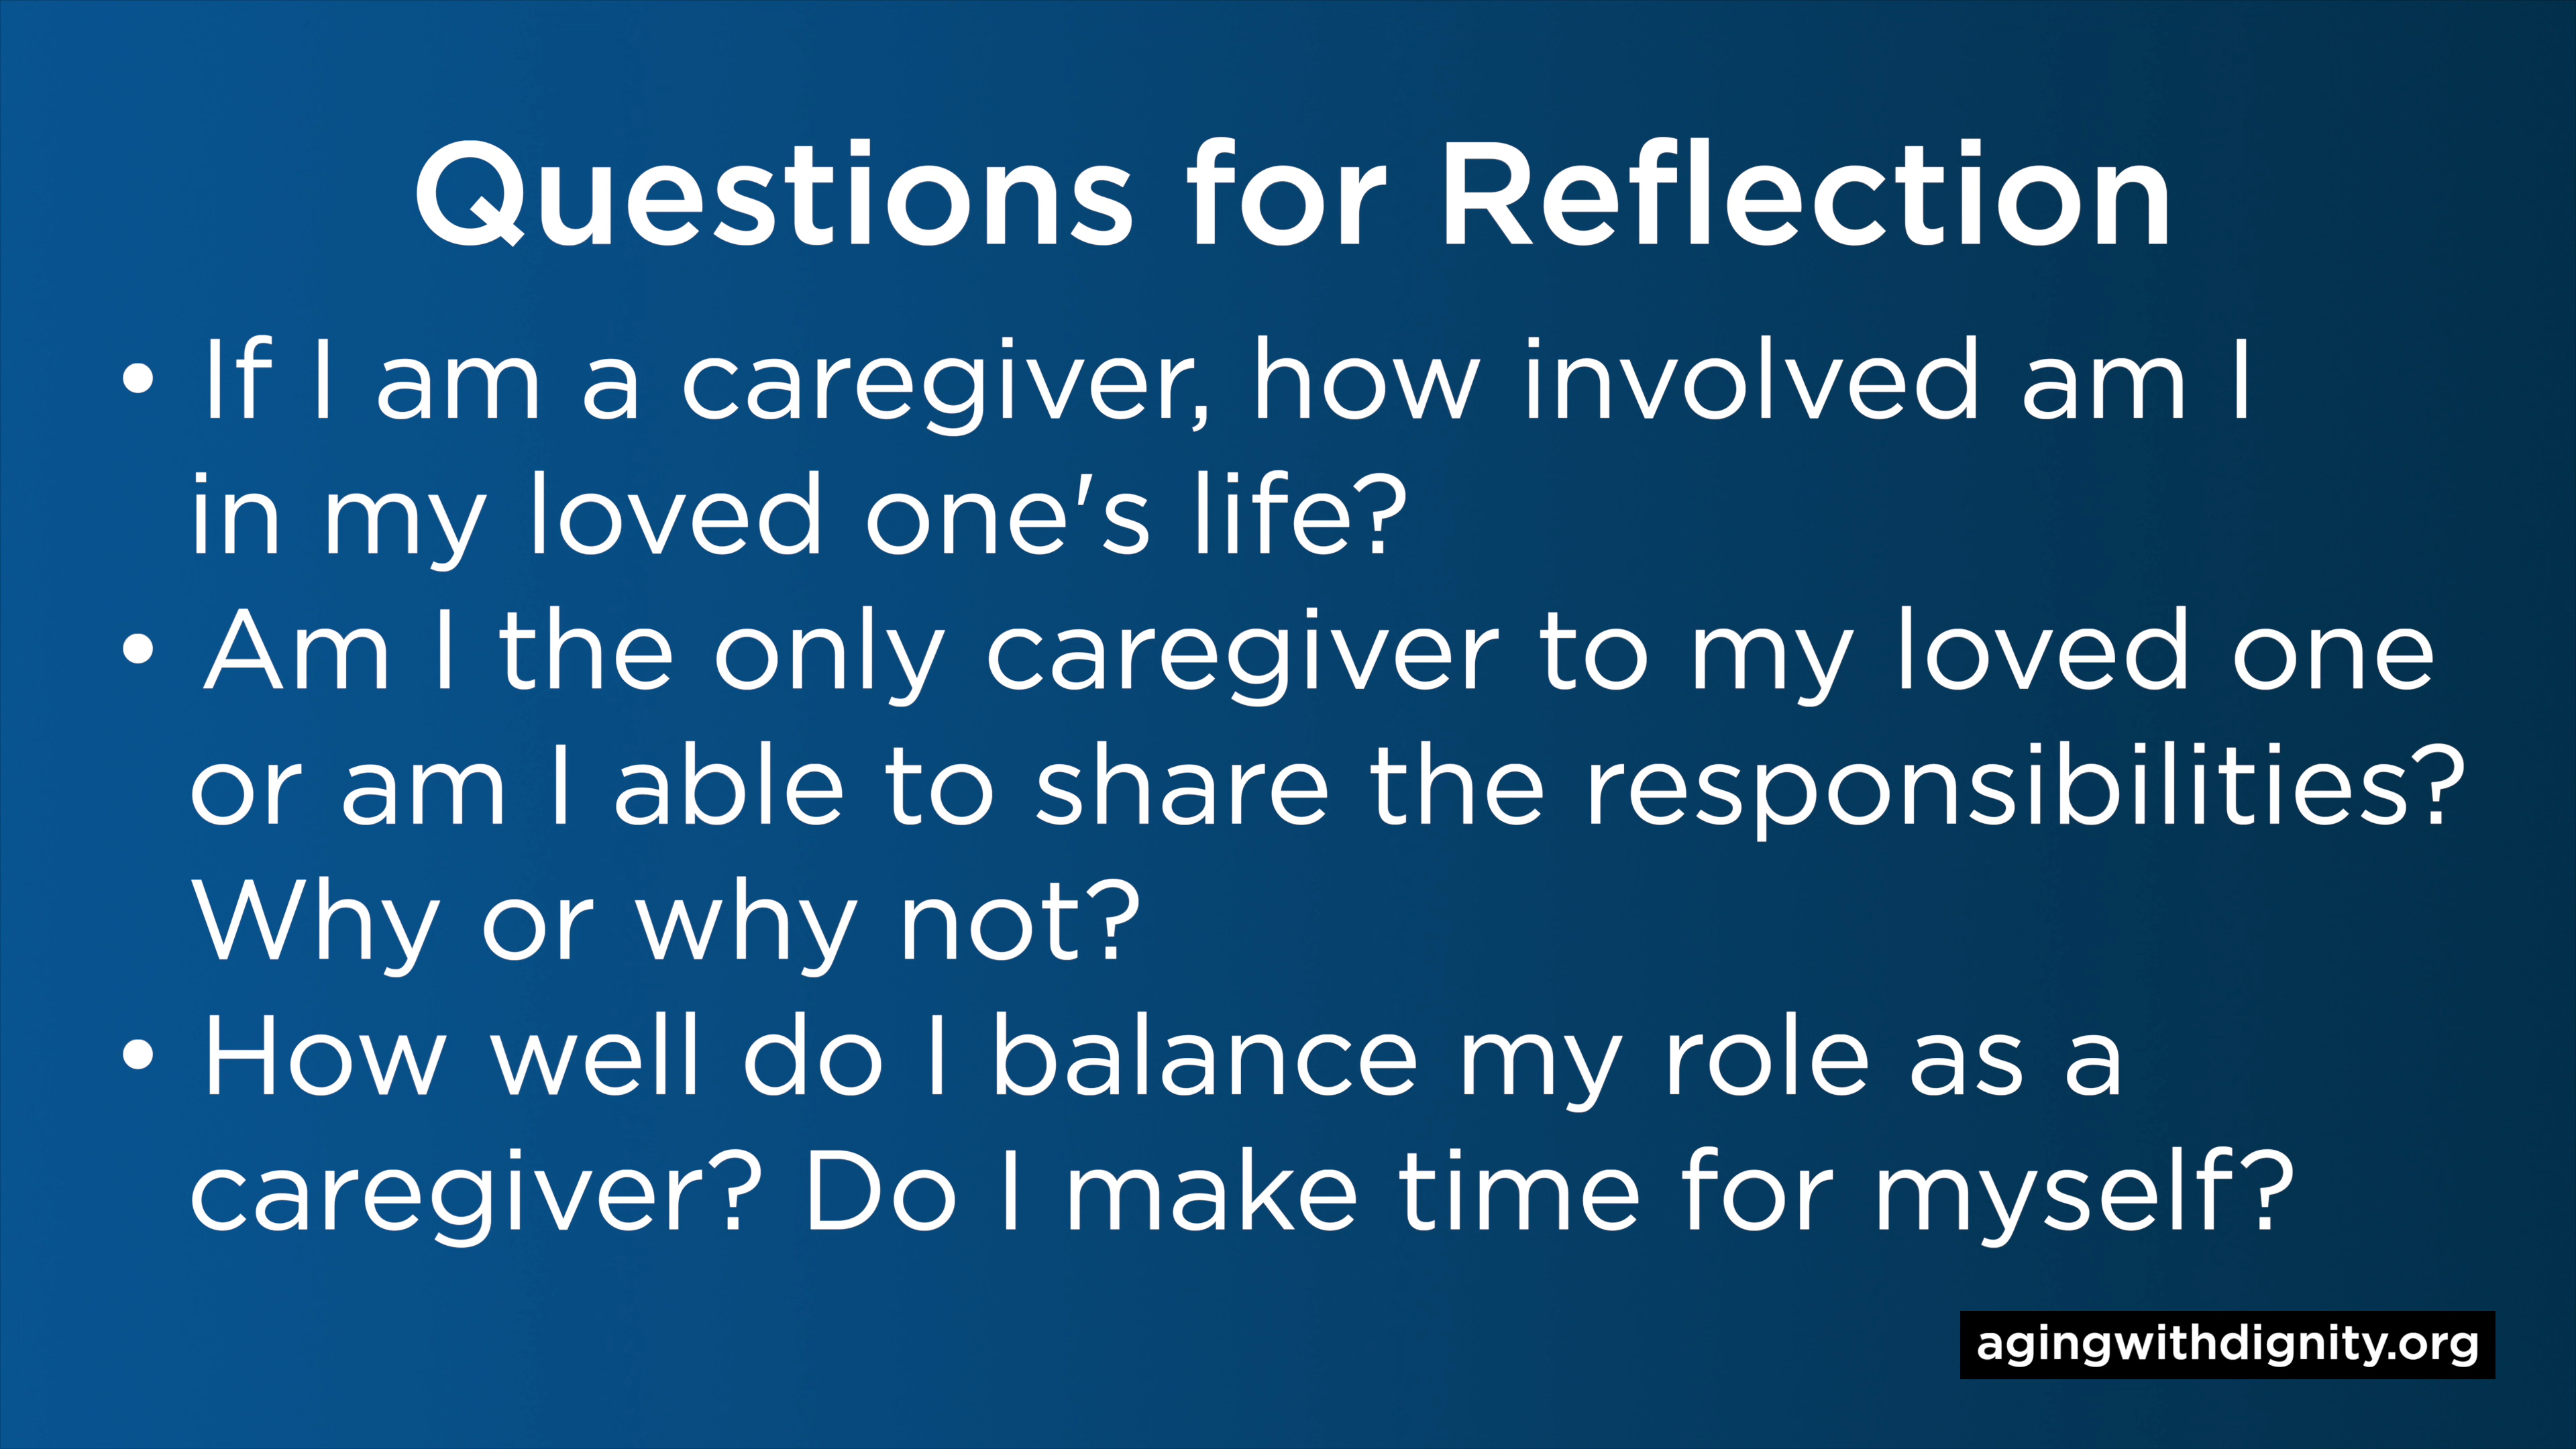 Questions for Reflection
• If I am a caregiver, how involved am I
in my loved one's life?
• Am I the only caregiver to my loved one
or am I able to share the responsibilities?
Why or why not?
• How well do I balance my role as a
caregiver? Do I make time for myself?
agingwithdignity.org